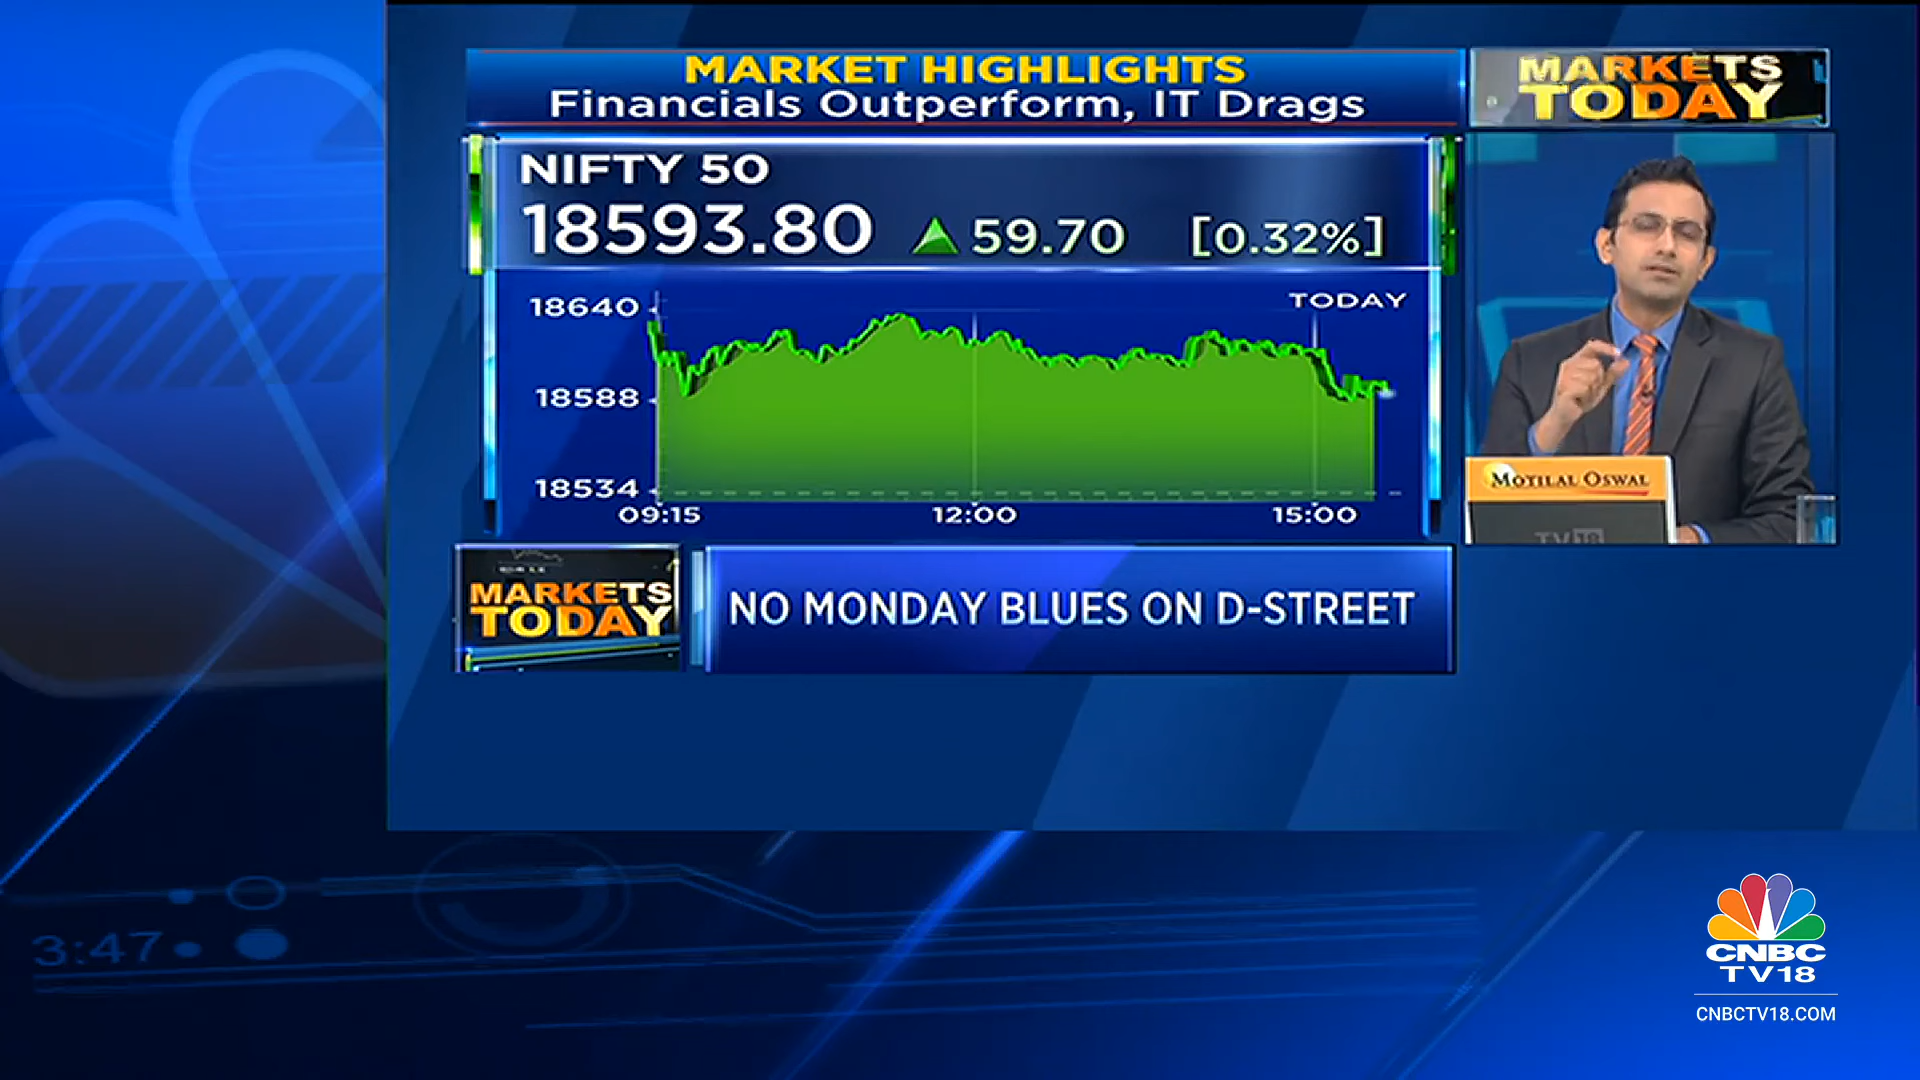 MARKET HIGHLIGHTS
Financials Outperform, IT Drags
MARKETS
TODAY
NIFTY 50
18593.80 59.70 [0.32%]
TODAY
18640
18588
18534
09:15 12:00 15:00
MOTILAL OSWAL
TV18
MARKETS
TODAY
NO MONDAY BLUES ON D-STREET
3:47
CNBC
TV18
CNBCTV18.COM